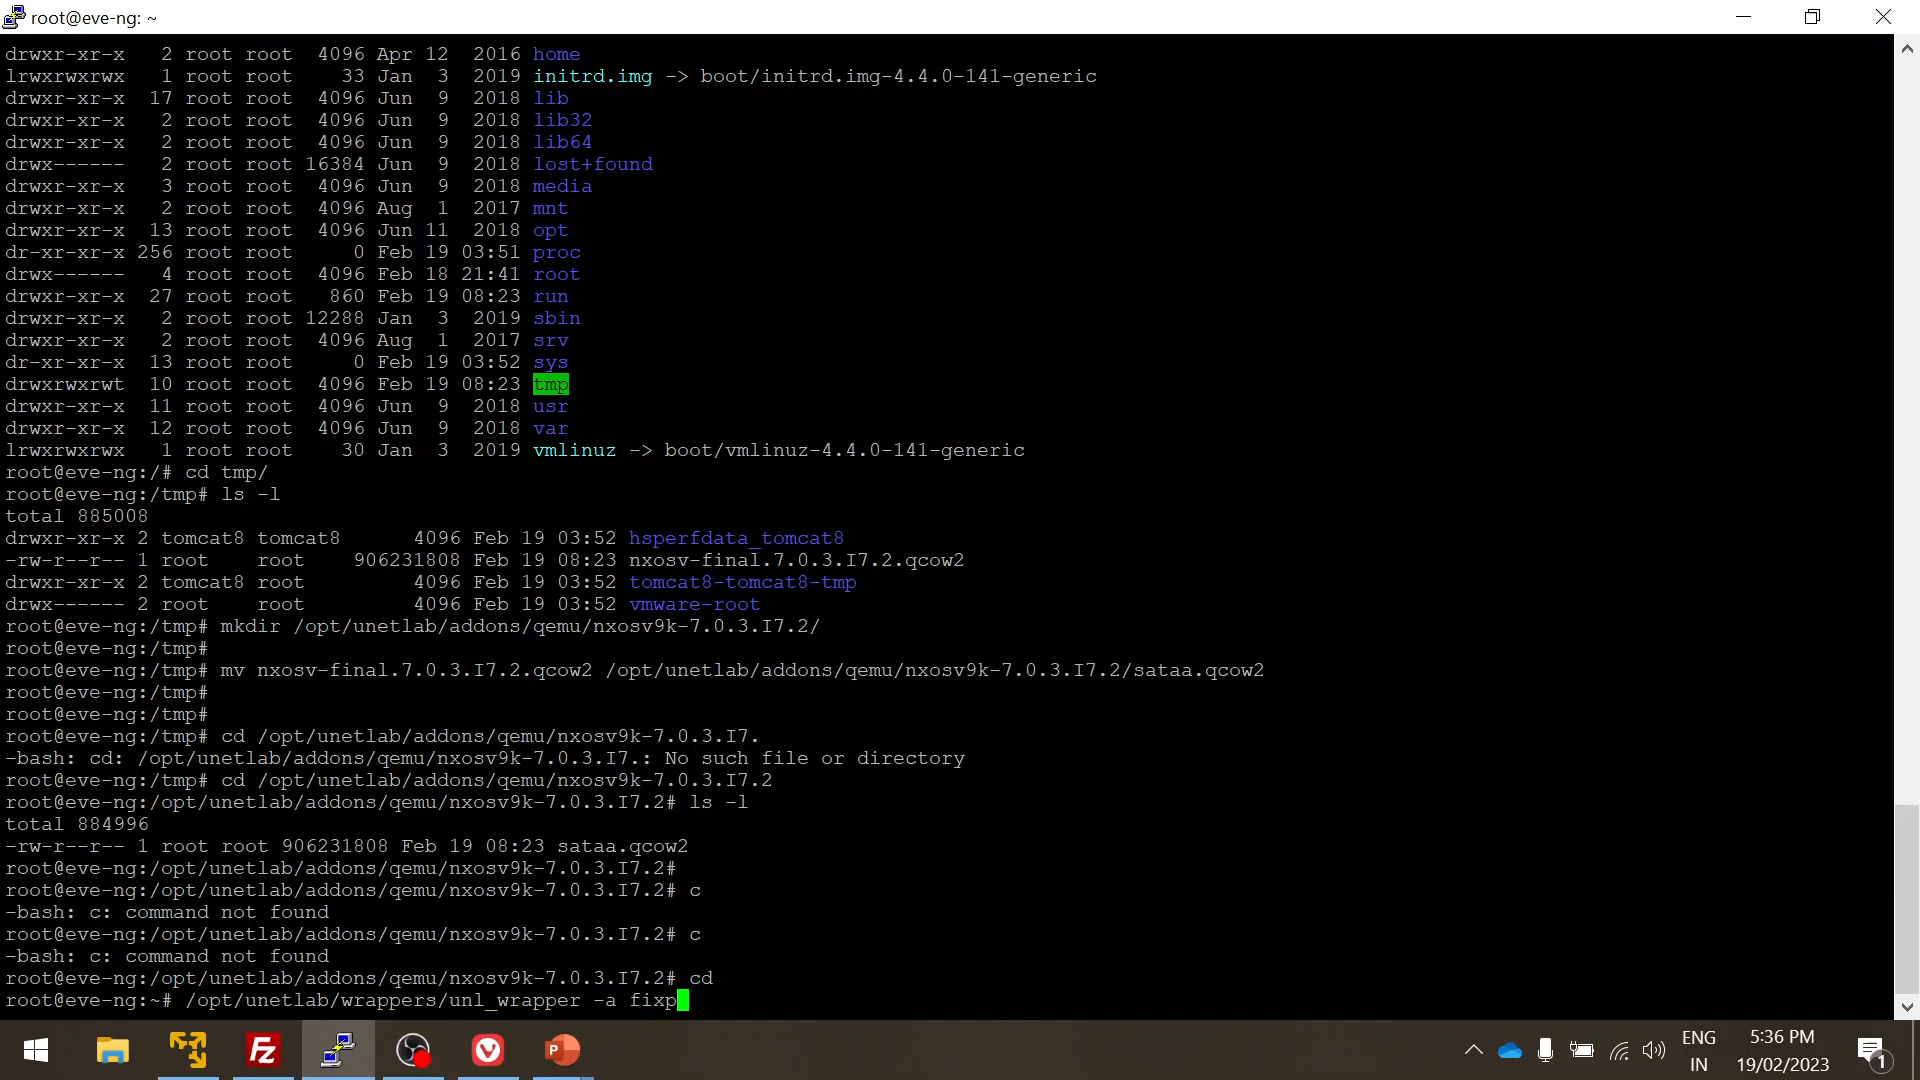 root@eve-ng: ~
drwxr-xr-x   2 root root  4096 Apr 12  2016 home
lrwxrwxrwx   1 root root    33 Jan  3  2019 initrd.img -> boot/initrd.img-4.4.0-141-generic
drwxr-xr-x  17 root root  4096 Jun  9  2018 lib
drwxr-xr-x   2 root root  4096 Jun  9  2018 lib32
drwxr-xr-x   2 root root  4096 Jun  9  2018 lib64
drwx------   2 root root 16384 Jun  9  2018 lost+found
drwxr-xr-x   3 root root  4096 Jun  9  2018 media
drwxr-xr-x   2 root root  4096 Aug  1  2017 mnt
drwxr-xr-x  13 root root  4096 Jun 11  2018 opt
dr-xr-xr-x 256 root root     0 Feb 19 03:51 proc
drwx------   4 root root  4096 Feb 18 21:41 root
drwxr-xr-x  27 root root   860 Feb 19 08:23 run
drwxr-xr-x   2 root root 12288 Jan  3  2019 sbin
drwxr-xr-x   2 root root  4096 Aug  1  2017 srv
dr-xr-xr-x  13 root root     0 Feb 19 03:52 sys
drwxrwxrwt  10 root root  4096 Feb 19 08:23 tmp
drwxr-xr-x  11 root root  4096 Jun  9  2018 usr
drwxr-xr-x  12 root root  4096 Jun  9  2018 var
lrwxrwxrwx   1 root root    30 Jan  3  2019 vmlinuz -> boot/vmlinuz-4.4.0-141-generic
root@eve-ng:/# cd tmp/
root@eve-ng:/tmp# ls -l
total 885008
drwxr-xr-x 2 tomcat8 tomcat8      4096 Feb 19 03:52 hsperfdata_tomcat8
-rw-r--r-- 1 root    root    906231808 Feb 19 08:23 nxosv-final.7.0.3.I7.2.qcow2
drwxr-xr-x 2 tomcat8 root         4096 Feb 19 03:52 tomcat8-tomcat8-tmp
drwx------ 2 root    root         4096 Feb 19 03:52 vmware-root
root@eve-ng:/tmp# mkdir /opt/unetlab/addons/qemu/nxosv9k-7.0.3.I7.2/
root@eve-ng:/tmp#
root@eve-ng:/tmp# mv nxosv-final.7.0.3.I7.2.qcow2 /opt/unetlab/addons/qemu/nxosv9k-7.0.3.I7.2/sataa.qcow2
root@eve-ng:/tmp#
root@eve-ng:/tmp#
root@eve-ng:/tmp# cd /opt/unetlab/addons/qemu/nxosv9k-7.0.3.I7.
-bash: cd: /opt/unetlab/addons/qemu/nxosv9k-7.0.3.I7.: No such file or directory
root@eve-ng:/tmp# cd /opt/unetlab/addons/qemu/nxosv9k-7.0.3.I7.2
root@eve-ng:/opt/unetlab/addons/qemu/nxosv9k-7.0.3.I7.2# ls -l
total 884996
-rw-r--r-- 1 root root 906231808 Feb 19 08:23 sataa.qcow2
root@eve-ng:/opt/unetlab/addons/qemu/nxosv9k-7.0.3.I7.2#
root@eve-ng:/opt/unetlab/addons/qemu/nxosv9k-7.0.3.I7.2# c
-bash: c: command not found
root@eve-ng:/opt/unetlab/addons/qemu/nxosv9k-7.0.3.I7.2# c
-bash: c: command not found
root@eve-ng:/opt/unetlab/addons/qemu/nxosv9k-7.0.3.I7.2# cd
root@eve-ng:~# /opt/unetlab/wrappers/unl_wrapper -a fixp
Fz
P
ENG
IN
5:36 PM
19/02/2023
1